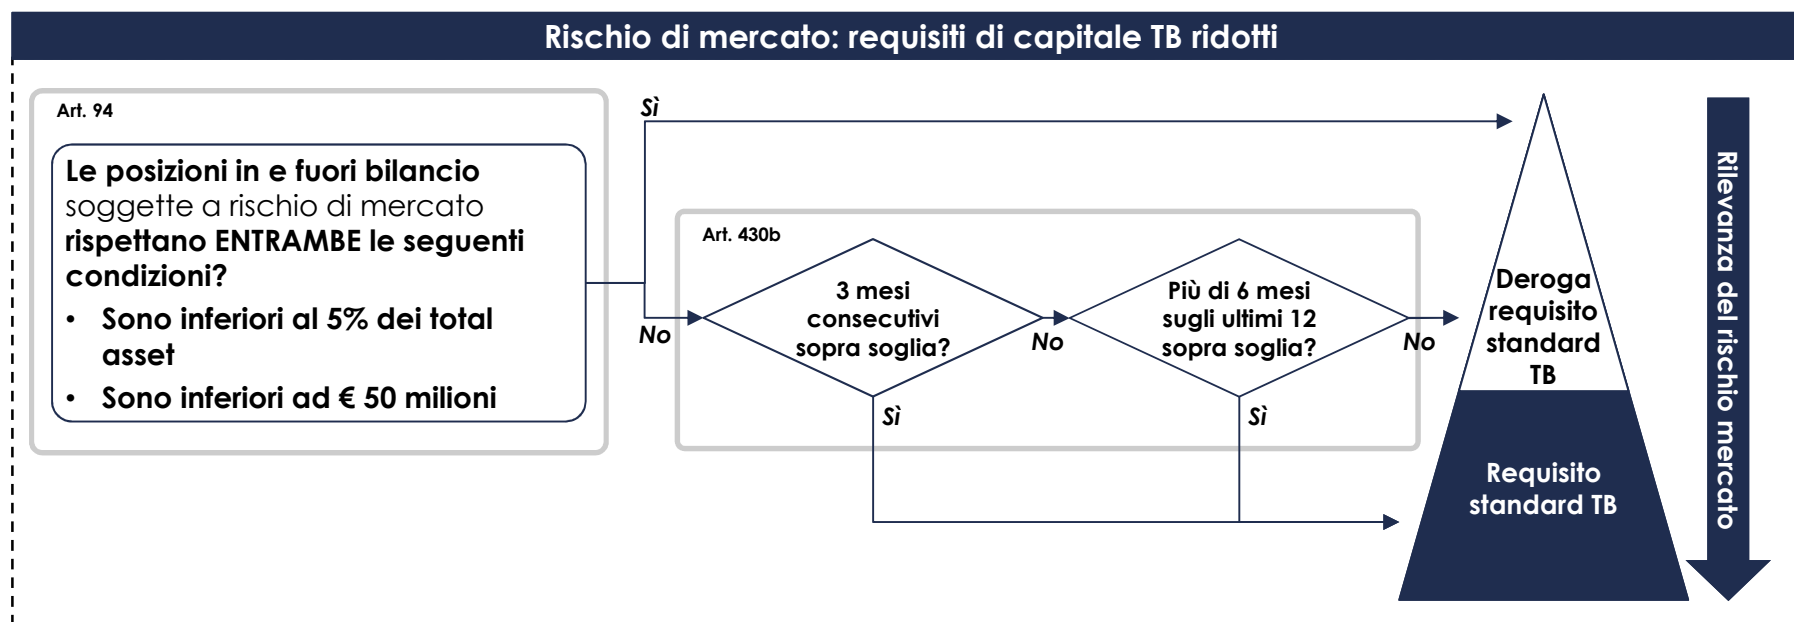 Rischio di mercato: requisiti di capitale TB ridotti
Art. 94
Le posizioni in e fuori bilancio
soggette a rischio di mercato
rispettano ENTRAMBE le seguenti
condizioni?
• Sono inferiori al 5% dei total
asset
• Sono inferiori ad € 50 milioni
Sì
No
Art. 430b
3 mesi
consecutivi
sopra soglia?
No
Sì
Più di 6 mesi
sugli ultimi 12
sopra soglia?
No
Sì
Deroga
requisito
standard
TB
Requisito
standard TB
Rilevanza del rischio mercato